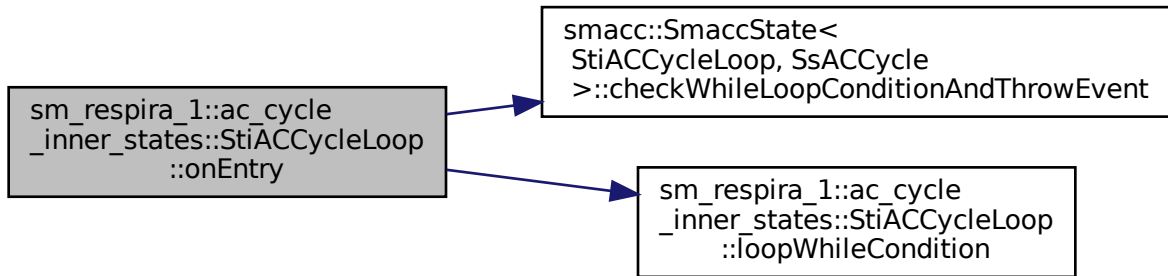 sm_respira_1::ac_cycle
_inner_states::StiACCycleLoop
::onEntry
smacc::SmaccState<
StiACCycleLoop, SsACCycle
>::checkWhileLoopConditionAndThrowEvent
sm_respira_1::ac_cycle
_inner_states::StiACCycleLoop
::loopWhileCondition